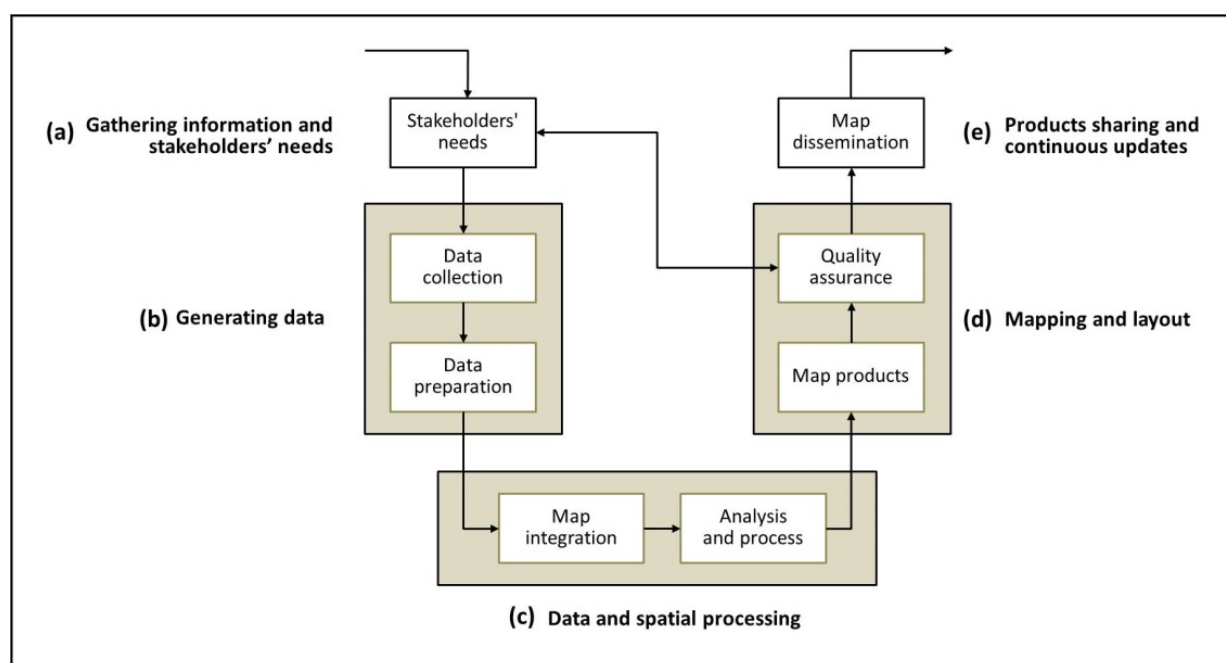 (a) Gathering information and
stakeholders’ needs
Stakeholders'
needs
Map
dissemination
(e) Products sharing and
continuous updates
(b) Generating data
Data
collection
Data
preparation
Quality
assurance
Map products
(d) Mapping and layout
Map
integration
Analysis
and process
(c) Data and spatial processing